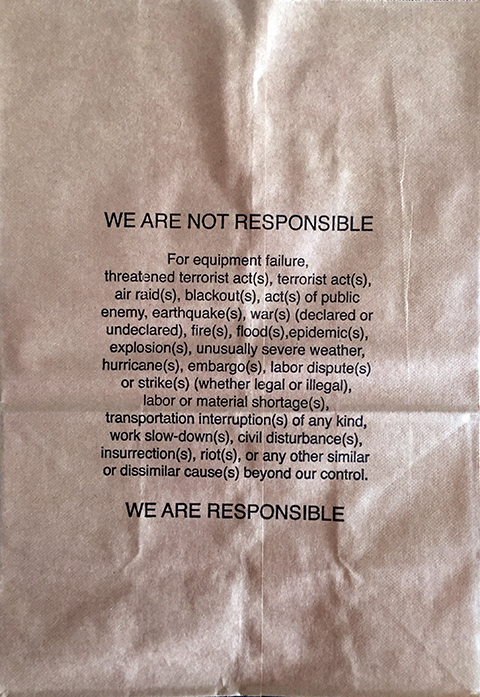 WE ARE NOT RESPONSIBLE
For equipment failure,
threatened terrorist act(s), terrorist act(s),
air raid(s), blackout(s), act(s) of public
enemy, earthquake(s), war(s) (declared or
undeclared), fire(s), flood(s),epidemic(s),
explosion(s), unusually severe weather,
hurricane(s), embargo(s), labor dispute(s)
or strike(s) (whether legal or illegal),
labor or material shortage(s),
transportation interruption(s) of any kind,
work slow-down(s), civil disturbance(s),
insurrection(s), riot(s), or any other similar
or dissimilar cause(s) beyond our control.
WE ARE RESPONSIBLE